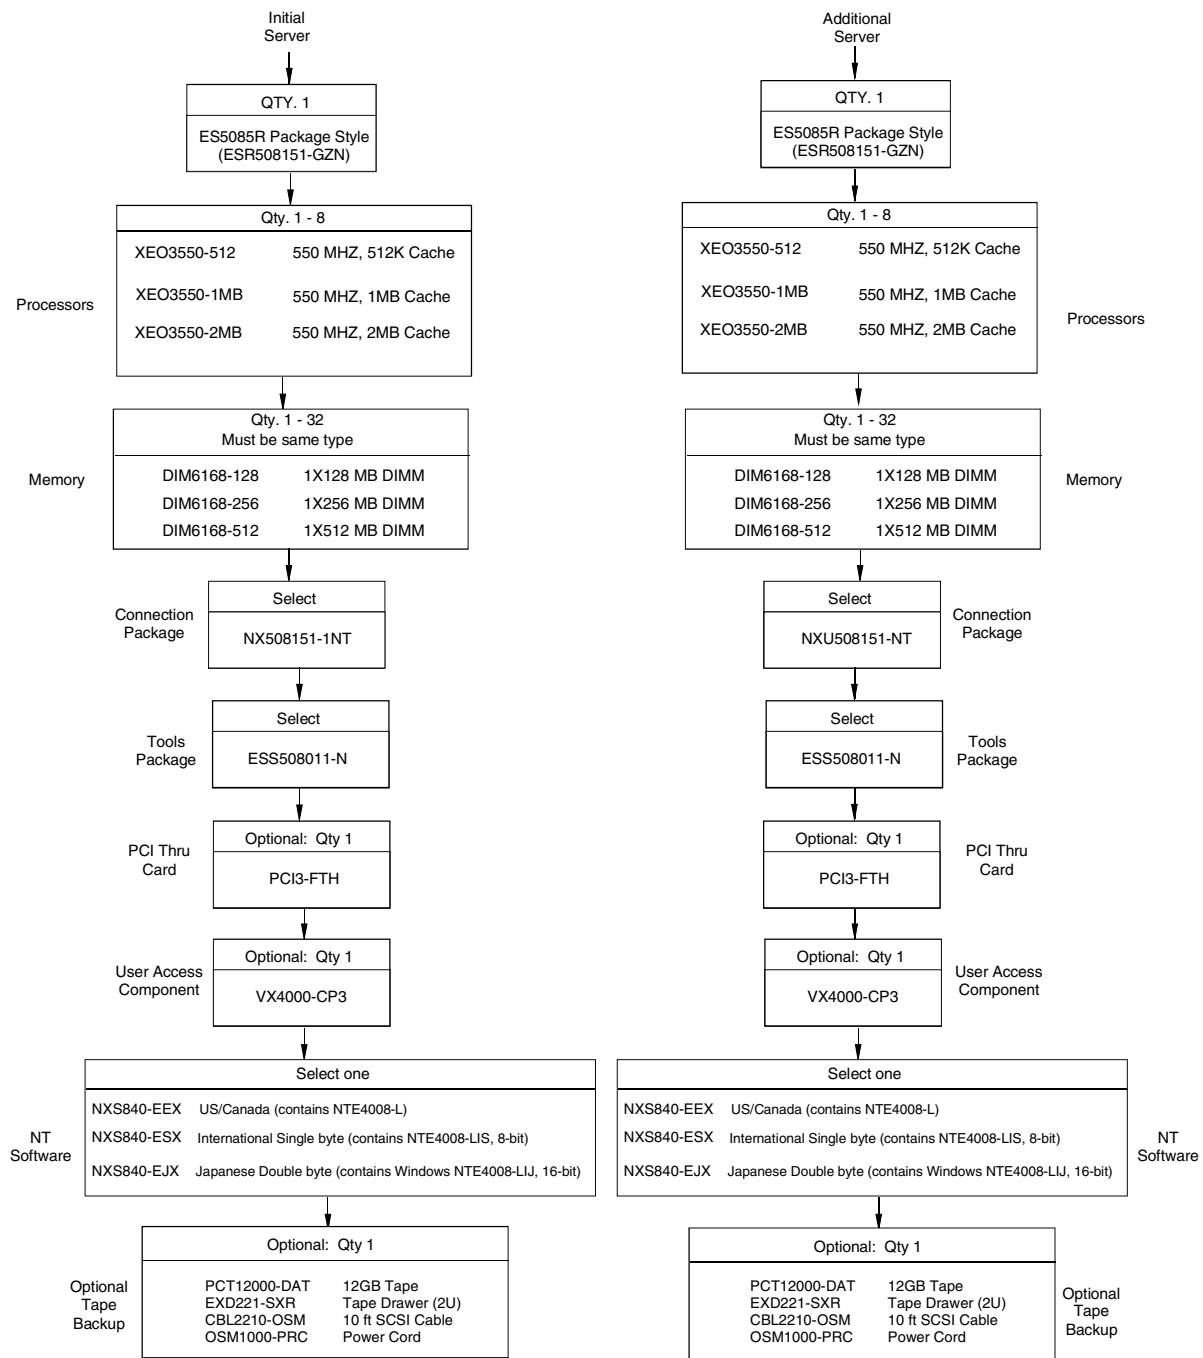 Initial
Server
QTY. 1
ES5085R Package Style
(ESR508151-GZN)
Processors
Qty. 1 - 8
XEO3550-512 550 MHZ, 512K Cache
XEO3550-1MB 550 MHZ, 1MB Cache
XEO3550-2MB 550 MHZ, 2MB Cache
Memory
Qty. 1 - 32
Must be same type
DIM6168-128 1X128 MB DIMM
DIM6168-256 1X256 MB DIMM
DIM6168-512 1X512 MB DIMM
Connection
Package
Select
NX508151-1NT
Tools
Package
Select
ESS508011-N
PCI Thru
Card
Optional: Qty 1
PCI3-FTH
User Access
Component
Optional: Qty 1
VX4000-CP3
NT
Software
Select one
NXS840-EEX US/Canada (contains NTE4008-L)
NXS840-ESX International Single byte (contains NTE4008-LIS, 8-bit)
NXS840-EJX Japanese Double byte (contains Windows NTE4008-LIJ, 16-bit)
Optional
Tape
Backup
Optional: Qty 1
PCT12000-DAT 12GB Tape
EXD221-SXR Tape Drawer (2U)
CBL2210-OSM 10 ft SCSI Cable
OSM1000-PRC Power Cord
Additional
Server
QTY. 1
ES5085R Package Style
(ESR508151-GZN)
Qty. 1 - 8
XEO3550-512 550 MHZ, 512K Cache
XEO3550-1MB 550 MHZ, 1MB Cache
XEO3550-2MB 550 MHZ, 2MB Cache
Processors
Qty. 1 - 32
Must be same type
DIM6168-128 1X128 MB DIMM
DIM6168-256 1X256 MB DIMM
DIM6168-512 1X512 MB DIMM
Memory
Select
NXU508151-NT
Connection
Package
Select
ESS508011-N
Tools
Package
Optional: Qty 1
PCI3-FTH
PCI Thru
Card
Optional: Qty 1
VX4000-CP3
User Access
Component
Select one
NXS840-EEX US/Canada (contains NTE4008-L)
NXS840-ESX International Single byte (contains NTE4008-LIS, 8-bit)
NXS840-EJX Japanese Double byte (contains Windows NTE4008-LIJ, 16-bit)
NT
Software
Optional: Qty 1
PCT12000-DAT 12GB Tape
EXD221-SXR Tape Drawer (2U)
CBL2210-OSM 10 ft SCSI Cable
OSM1000-PRC Power Cord
Optional
Tape
Backup